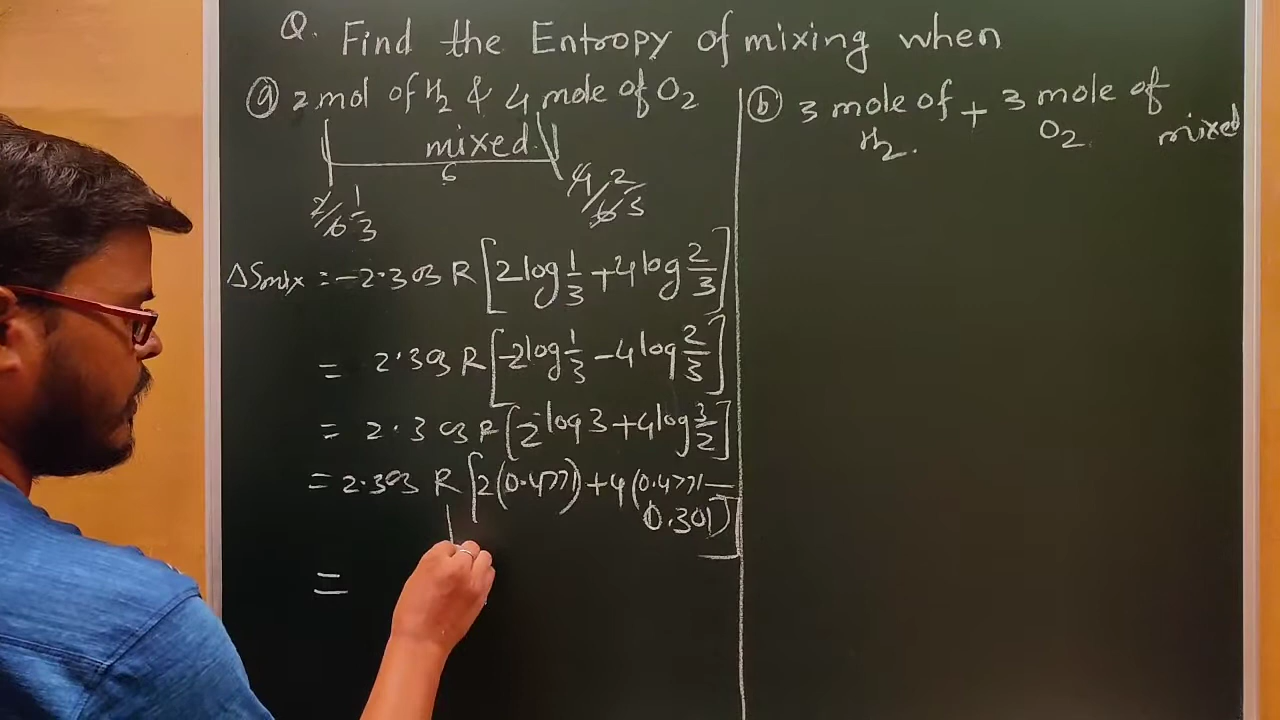 Q. Find the Entropy of mixing when
(a) 2 mol of H2 & 4 mole of O2
mixed.
6
2/6 1/3
4/6 2/3
ΔSmix = -2.303 R [2 log 1/3 + 4 log 2/3]
= 2.303 R [-2 log 1/3 - 4 log 2/3]
= 2.303 R [2 log 3 + 4 log 3/2]
= 2.303 R [2(0.4771) + 4(0.4771 -
0.301)]
=
(b) 3 mole of + 3 mole of
H2. O2 mixed